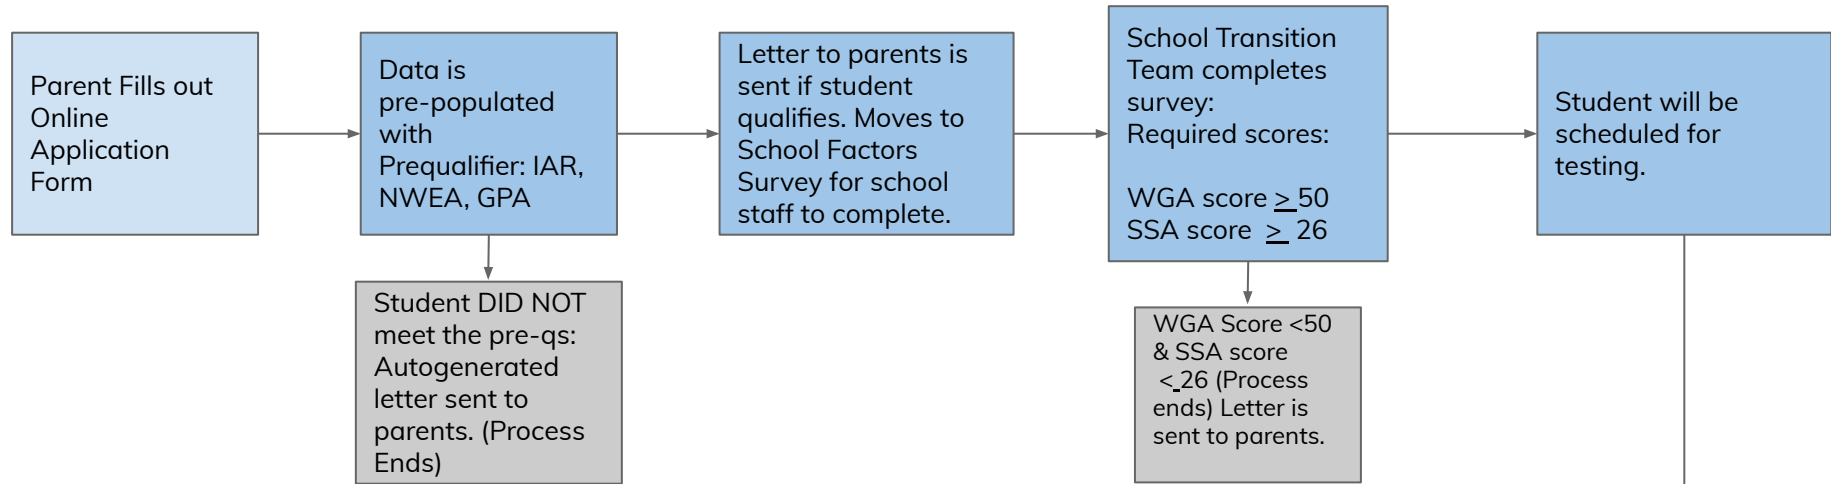 Parent Fills out
Online
Application
Form
Data is
pre-populated
with
Prequalifier: IAR,
NWEA, GPA
Letter to parents is
sent if student
qualifies. Moves to
School Factors
Survey for school
staff to complete.
School Transition
Team completes
survey:
Required scores:
WGA score > 50
SSA score > 26
Student will be
scheduled for
testing.
Student DID NOT
meet the pre-qs:
Autogenerated
letter sent to
parents. (Process
Ends)
WGA Score <50
& SSA score
< 26 (Process
ends) Letter is
sent to parents.